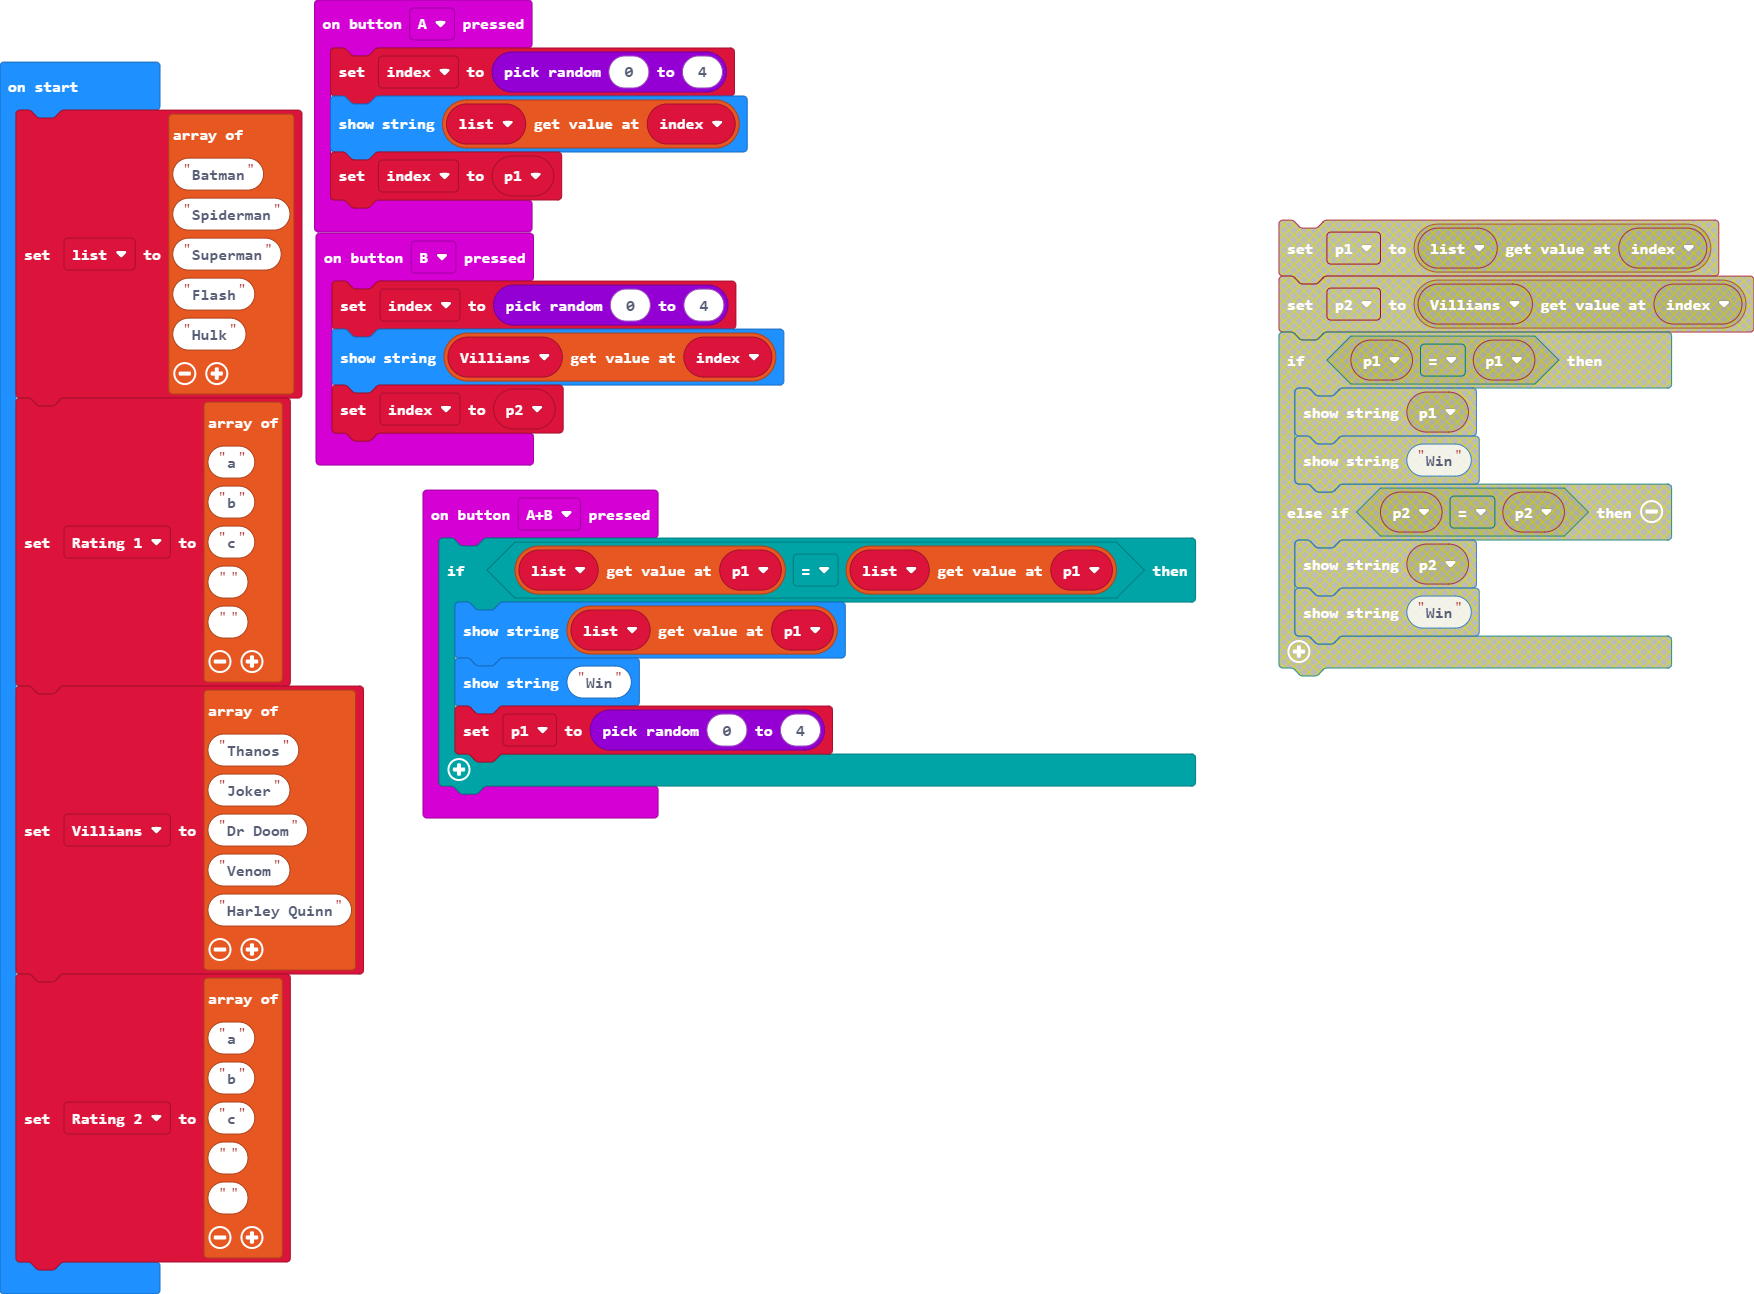 on start
set list to array of
"Batman"
"Spiderman"
"Superman"
"Flash"
"Hulk"
set Rating 1 to array of
"a"
"b"
"c"
" "
" "
set Villians to array of
"Thanos"
"Joker"
"Dr Doom"
"Venom"
"Harley Quinn"
set Rating 2 to array of
"a"
"b"
"c"
" "
" "
on button A pressed
set index to pick random 0 to 4
show string list get value at index
set index to p1
on button B pressed
set index to pick random 0 to 4
show string Villians get value at index
set index to p2
on button A+B pressed
if list get value at p1 = list get value at p1 then
show string list get value at p1
show string "Win"
set p1 to pick random 0 to 4
set p1 to list get value at index
set p2 to Villians get value at index
if p1 = p1 then
show string p1
show string "Win"
else if p2 = p2 then
show string p2
show string "Win"